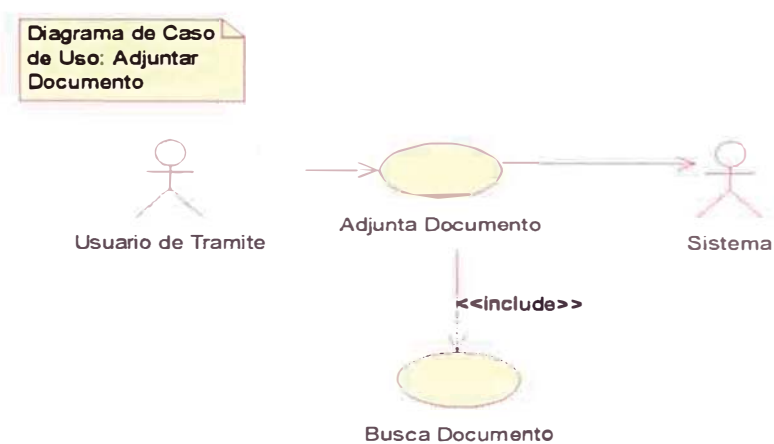 Diagrama de Caso
de Uso: Adjuntar
Documento
Usuario de Tramite
Adjunta Documento
Sistema
<<include>>
Busca Documento